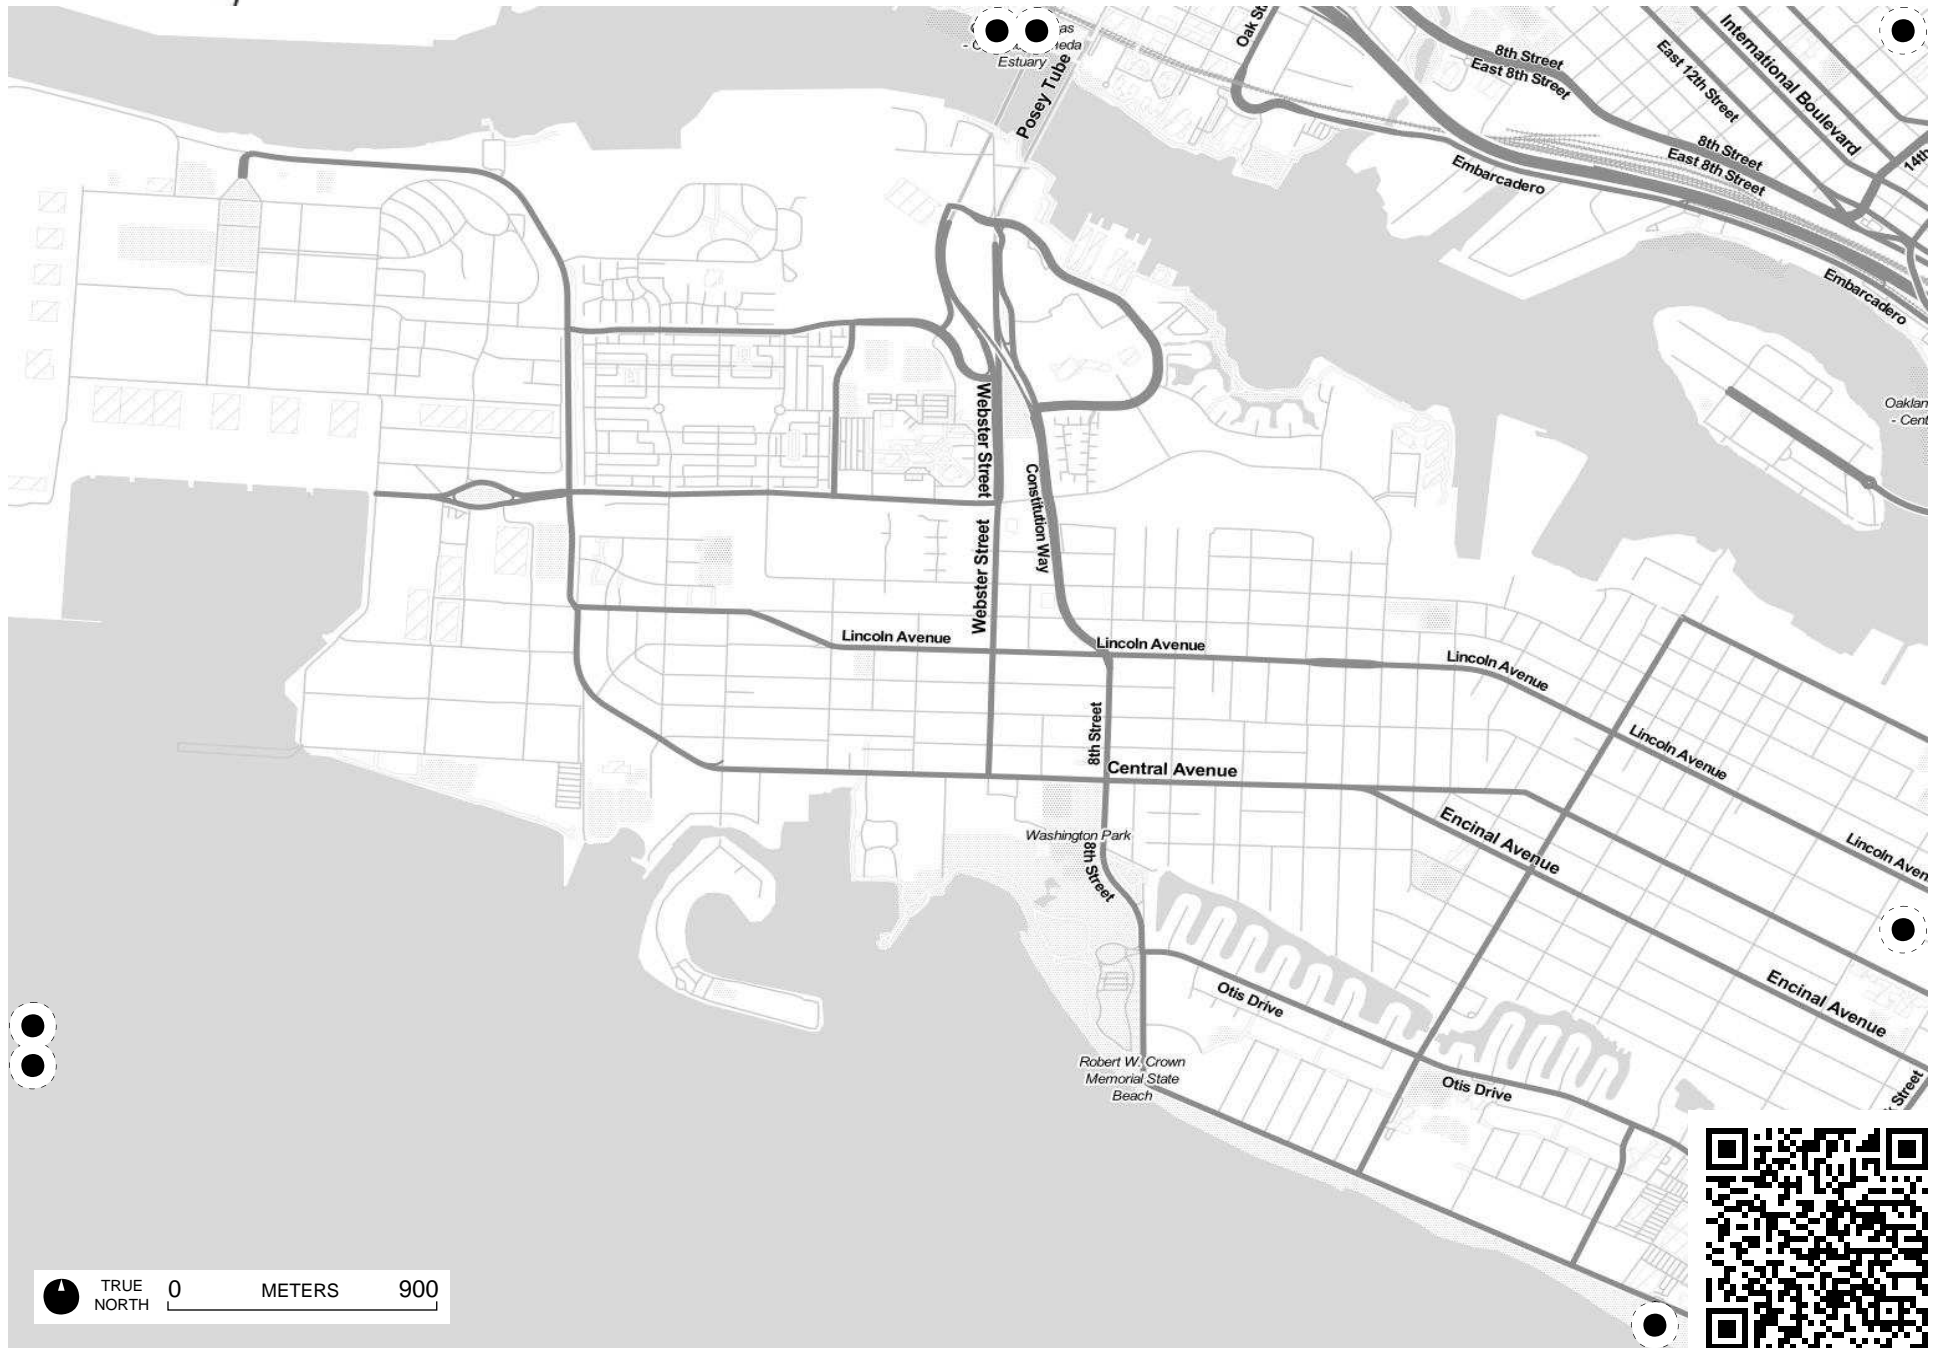 Estuary
Posey Tube
Oak St
8th Street
East 8th Street
East 12th Street
International Boulevard
8th Street
East 8th Street
14th
Embarcadero
Embarcadero
Oaklan
- Cent
Webster Street
Constitution Way
Webster Street
Lincoln Avenue
Lincoln Avenue
Lincoln Avenue
Lincoln Avenue
Lincoln Aven
8th Street
Central Avenue
Encinal Avenue
Washington Park
8th Street
Encinal Avenue
Otis Drive
Robert W. Crown
Memorial State
Beach
Otis Drive
Street
TRUE
NORTH
0 METERS 900